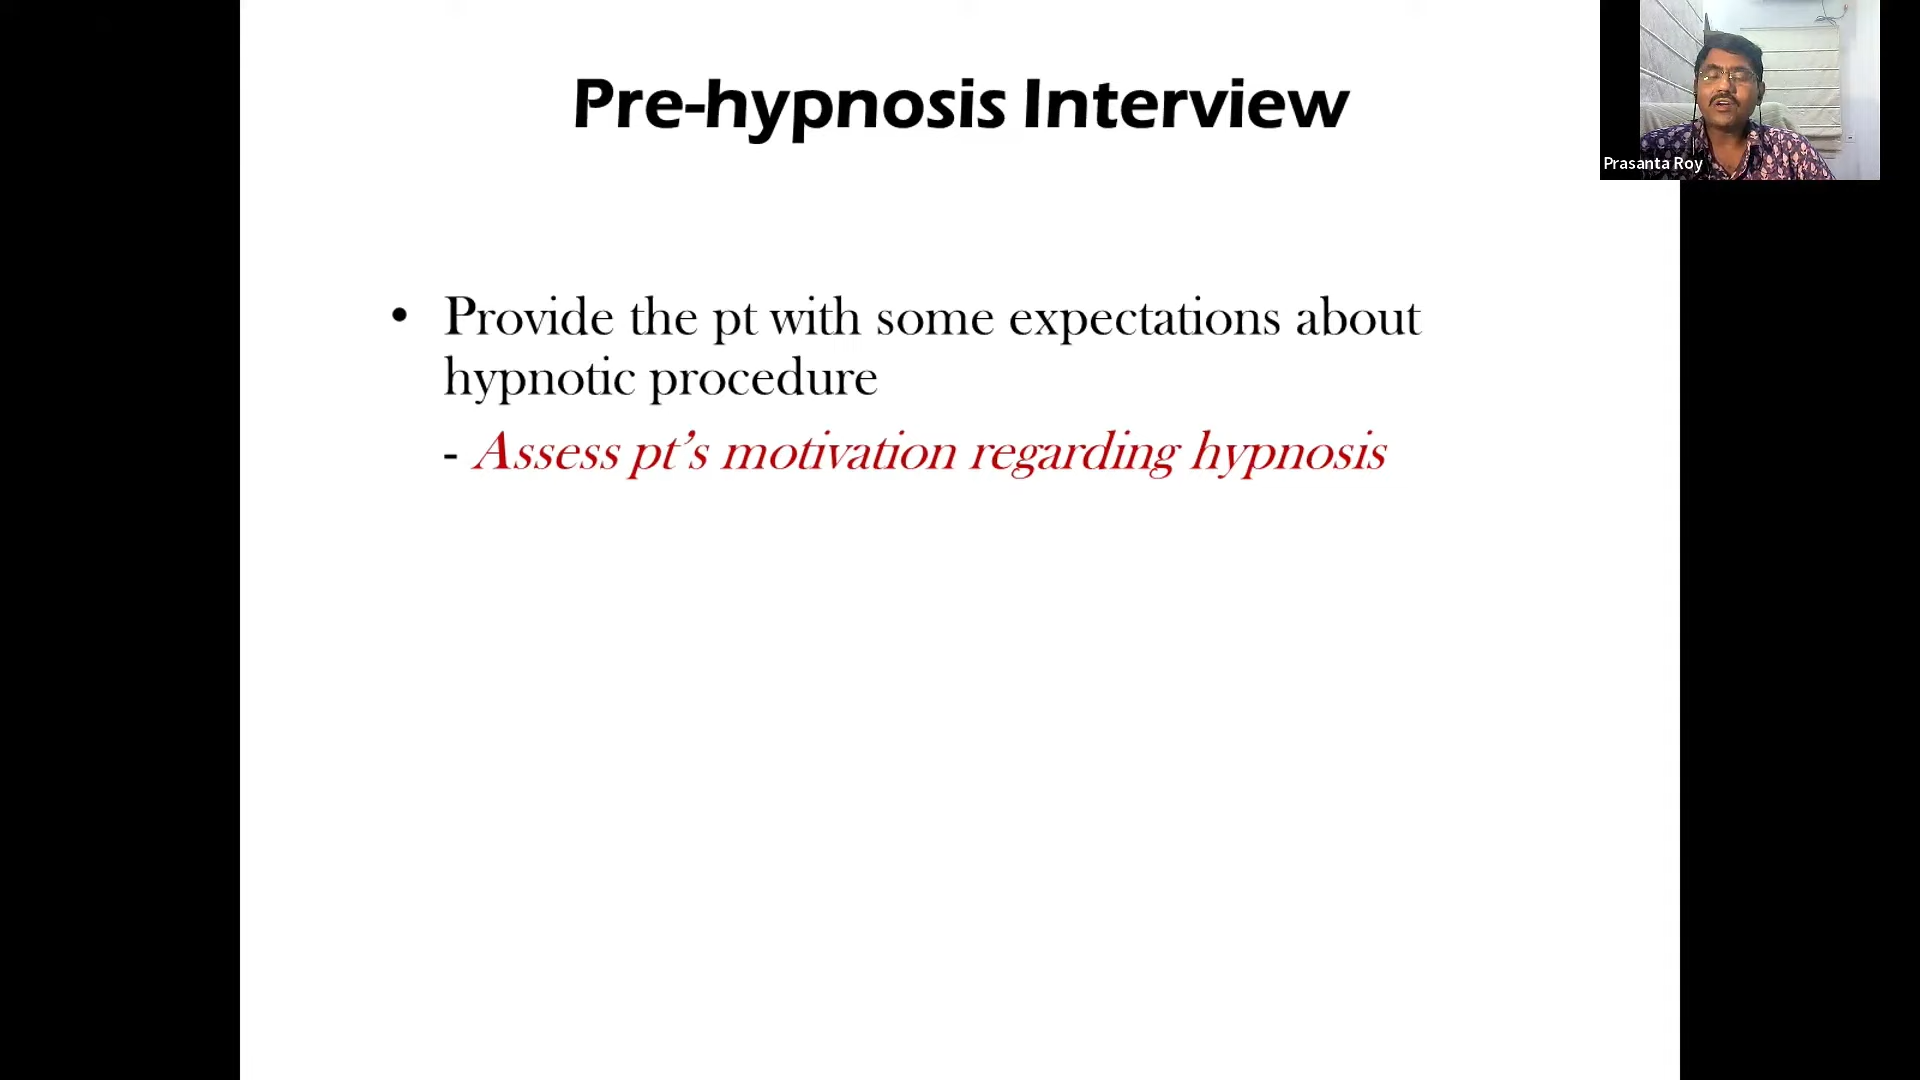 Pre-hypnosis Interview
Prasanta Roy
• Provide the pt with some expectations about
hypnotic procedure
- Assess pt's motivation regarding hypnosis